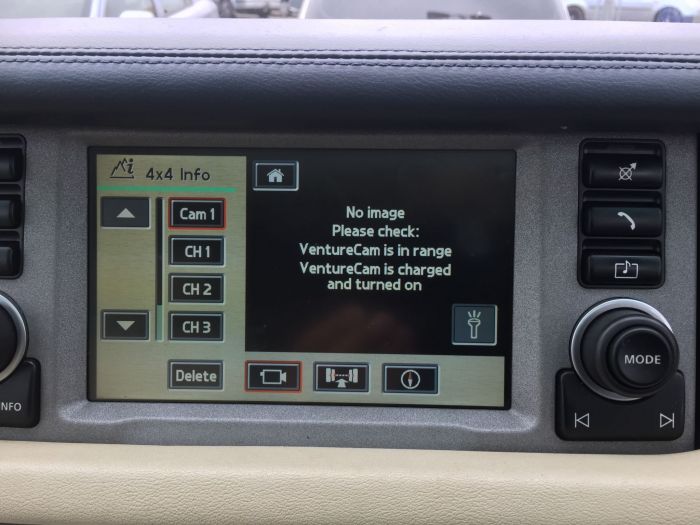 4x4 Info
Cam 1
CH 1
CH 2
CH 3
Delete
No image
Please check:
VentureCam is in range
VentureCam is charged
and turned on
MODE
INFO